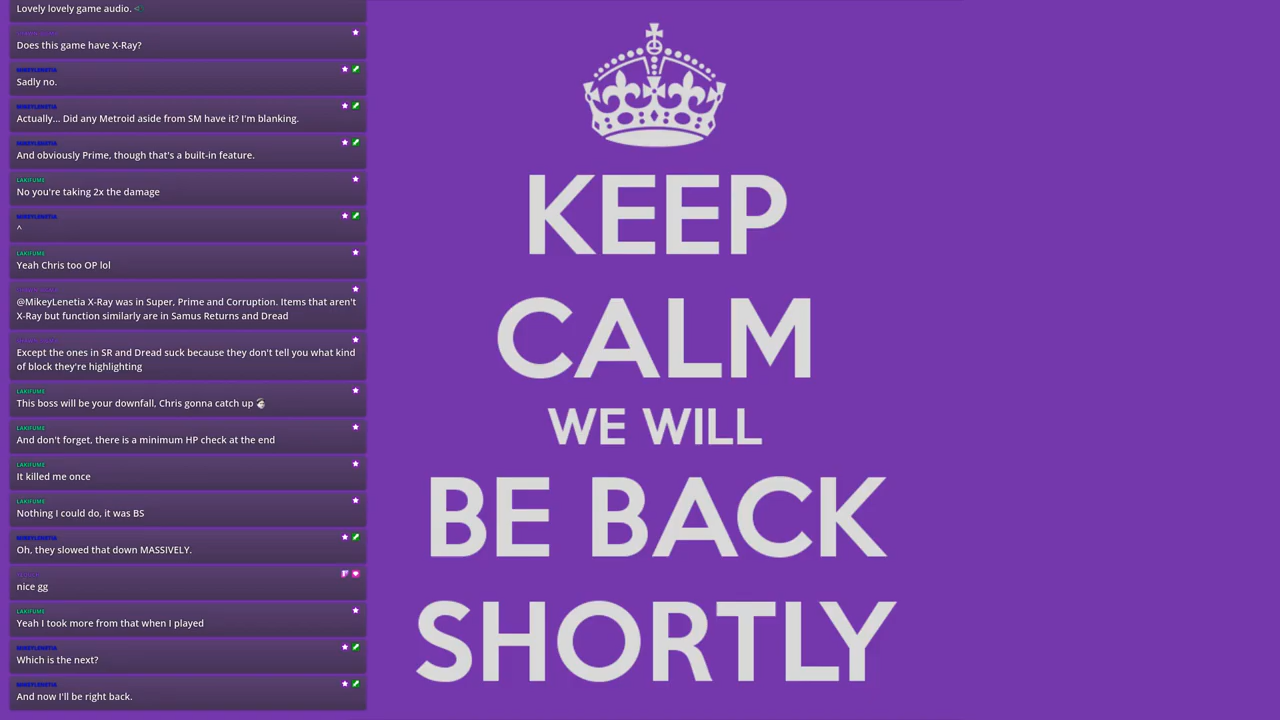 Lovely lovely game audio.
Does this game have X-Ray?
MIKEYLENETIA
Sadly no.
MIKEYLENETIA
Actually... Did any Metroid aside from SM have it? I'm blanking.
MIKEYLENETIA
And obviously Prime, though that's a built-in feature.
LAKIFUME
No you're taking 2x the damage
MIKEYLENETIA
^
LAKIFUME
Yeah Chris too OP lol
@MikeyLenetia X-Ray was in Super, Prime and Corruption. Items that aren't
X-Ray but function similarly are in Samus Returns and Dread
Except the ones in SR and Dread suck because they don't tell you what kind
of block they're highlighting
LAKIFUME
This boss will be your downfall, Chris gonna catch up
LAKIFUME
And don't forget, there is a minimum HP check at the end
LAKIFUME
It killed me once
LAKIFUME
Nothing I could do, it was BS
MIKEYLENETIA
Oh, they slowed that down MASSIVELY.
nice gg
LAKIFUME
Yeah I took more from that when I played
MIKEYLENETIA
Which is the next?
MIKEYLENETIA
And now I'll be right back.
KEEP
CALM
WE WILL
BE BACK
SHORTLY